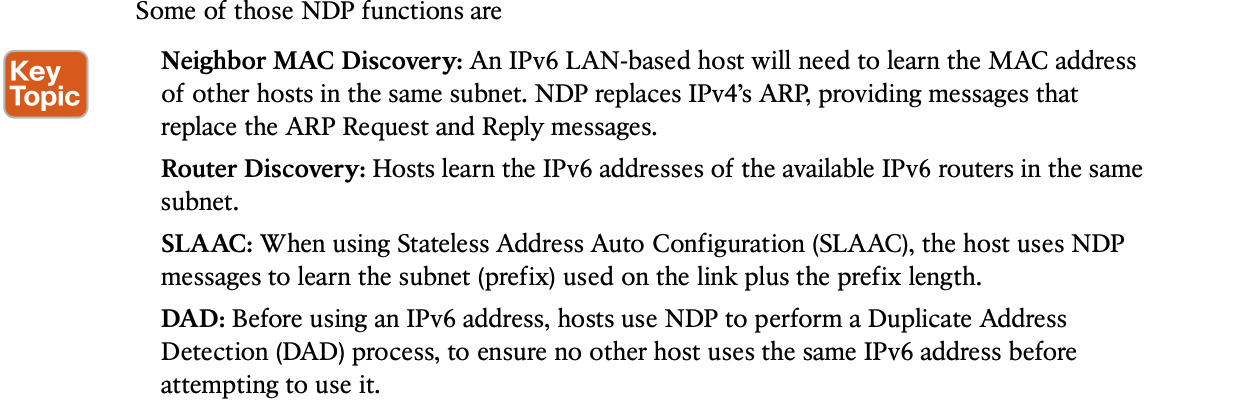 Some of those NDP functions are
Key
Topic
Neighbor MAC Discovery: An IPv6 LAN-based host will need to learn the MAC address
of other hosts in the same subnet. NDP replaces IPv4’s ARP, providing messages that
replace the ARP Request and Reply messages.
Router Discovery: Hosts learn the IPv6 addresses of the available IPv6 routers in the same
subnet.
SLAAC: When using Stateless Address Auto Configuration (SLAAC), the host uses NDP
messages to learn the subnet (prefix) used on the link plus the prefix length.
DAD: Before using an IPv6 address, hosts use NDP to perform a Duplicate Address
Detection (DAD) process, to ensure no other host uses the same IPv6 address before
attempting to use it.